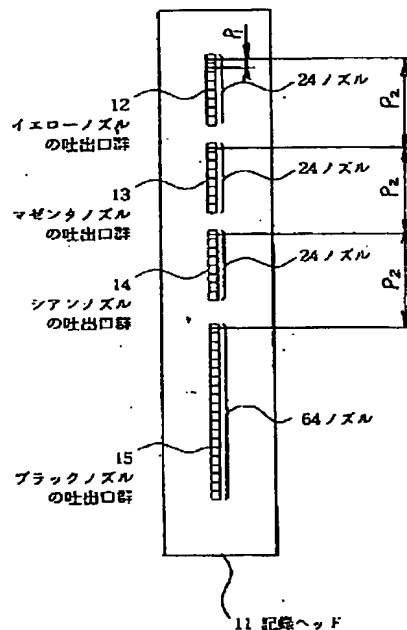 P1
12
イエローノズル
の吐出口群
24ノズル
P2
13
マゼンタノズル
の吐出口群
24ノズル
P2
14
シアンノズル
の吐出口群
24ノズル
P2
15
ブラックノズル
の吐出口群
64ノズル
11 記録ヘッド